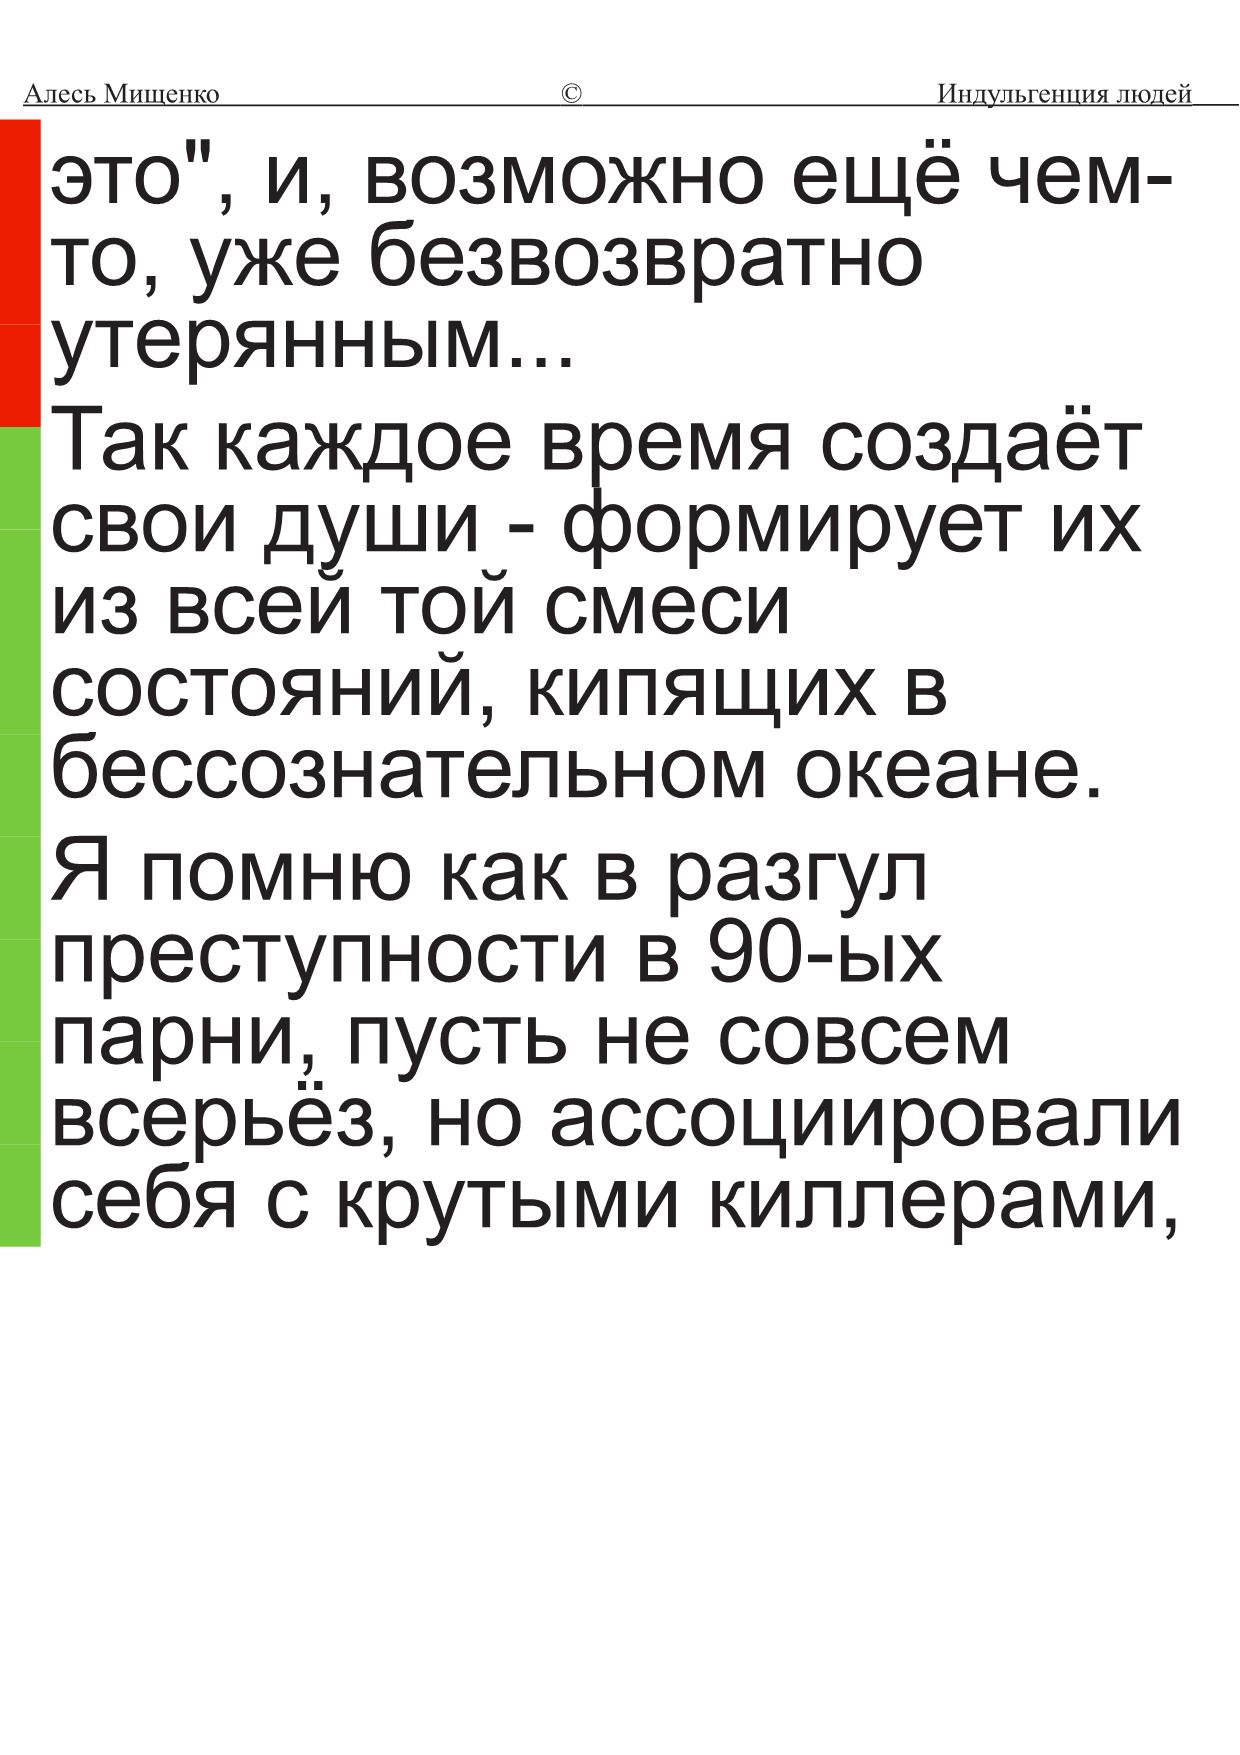 Алесь Мищенко © Индульгенция людей
это", и, возможно ещё чем-
то, уже безвозвратно
утерянным...
Так каждое время создаёт
свои души - формирует их
из всей той смеси
состояний, кипящих в
бессознательном океане.
Я помню как в разгул
преступности в 90-ых
парни, пусть не совсем
всерьёз, но ассоциировали
себя с крутыми киллерами,